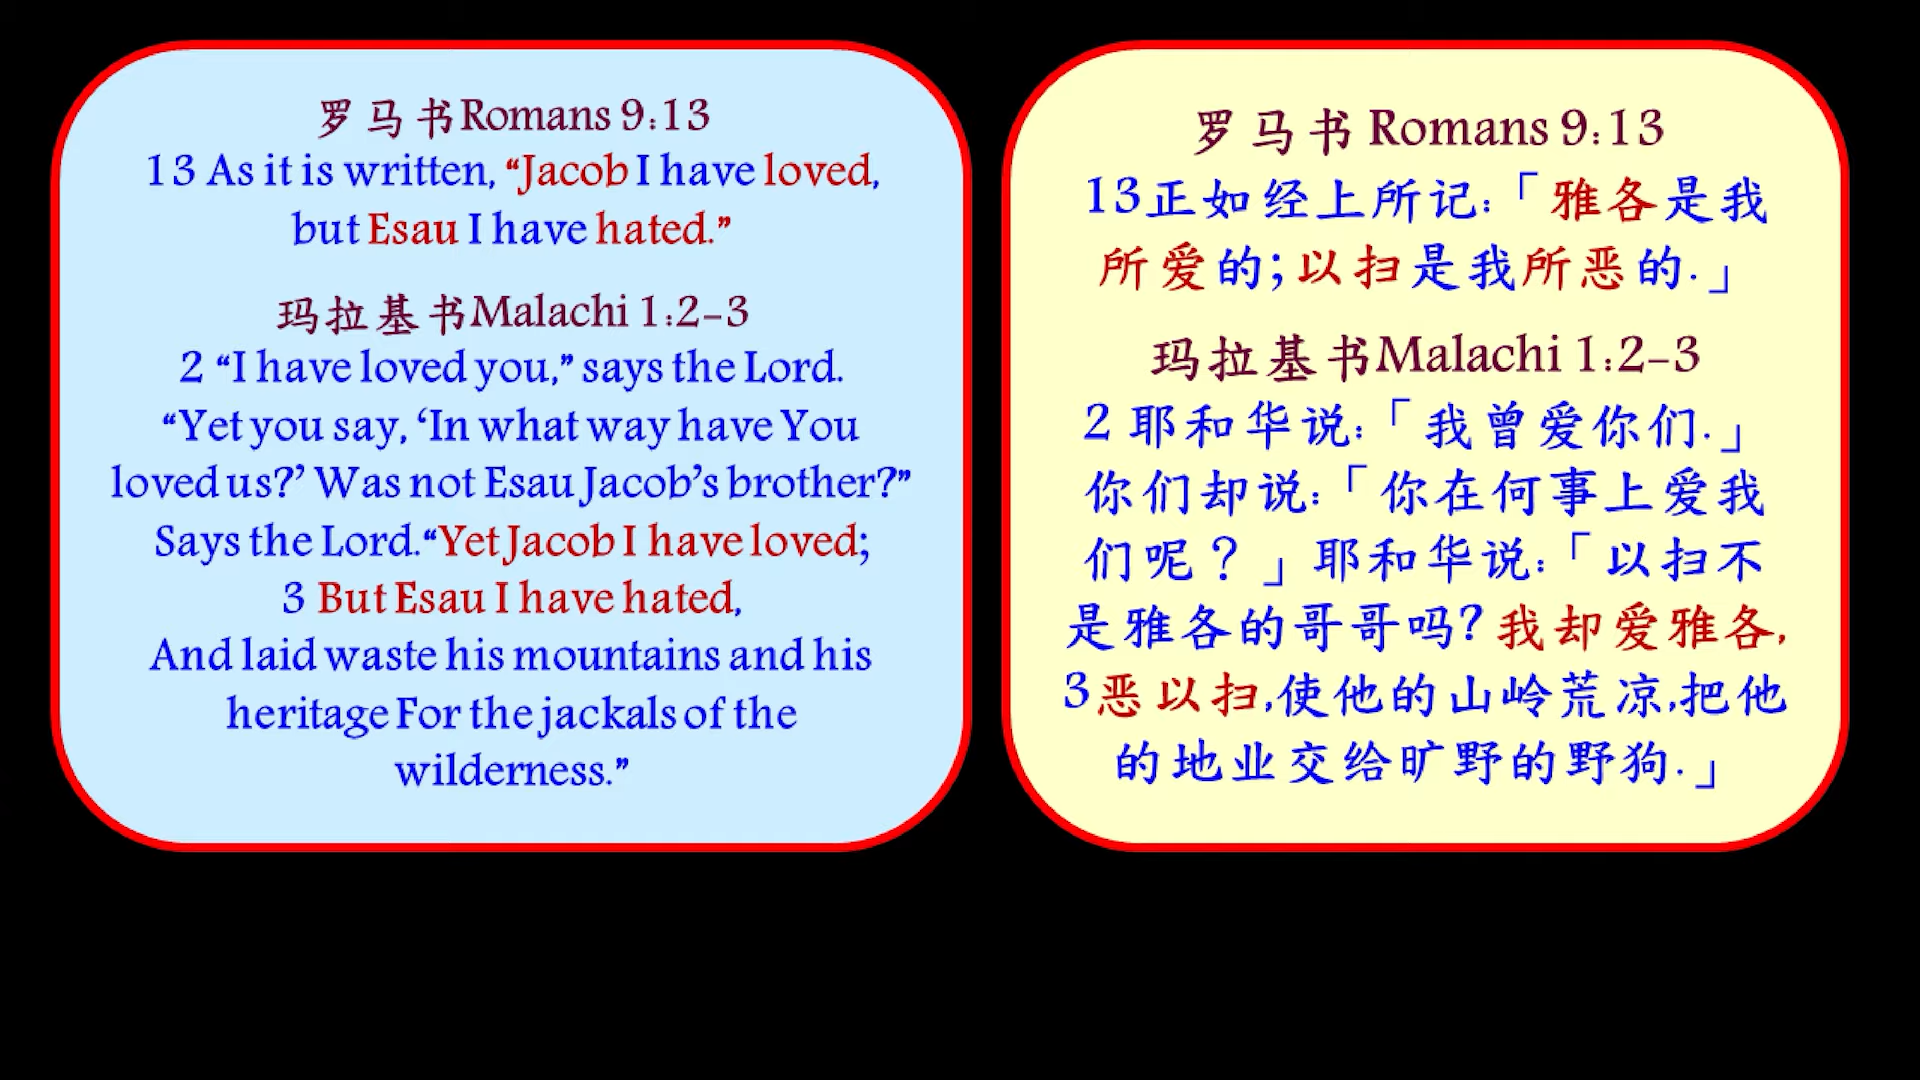 罗马书Romans 9:13
13 As it is written, “Jacob I have loved,
but Esau I have hated.”
玛拉基书Malachi 1:2-3
2 “I have loved you,” says the Lord.
“Yet you say, ‘In what way have You
loved us?’ Was not Esau Jacob’s brother?”
Says the Lord.“Yet Jacob I have loved;
3 But Esau I have hated,
And laid waste his mountains and his
heritage For the jackals of the
wilderness.”
罗马书 Romans 9:13
13正如经上所记:「雅各是我
所爱的;以扫是我所恶的.」
玛拉基书Malachi 1:2-3
2 耶和华说:「我曾爱你们.」
你们却说:「你在何事上爱我
们呢？」耶和华说:「以扫不
是雅各的哥哥吗?我却爱雅各,
3恶以扫,使他的山岭荒凉,把他
的地业交给旷野的野狗.」